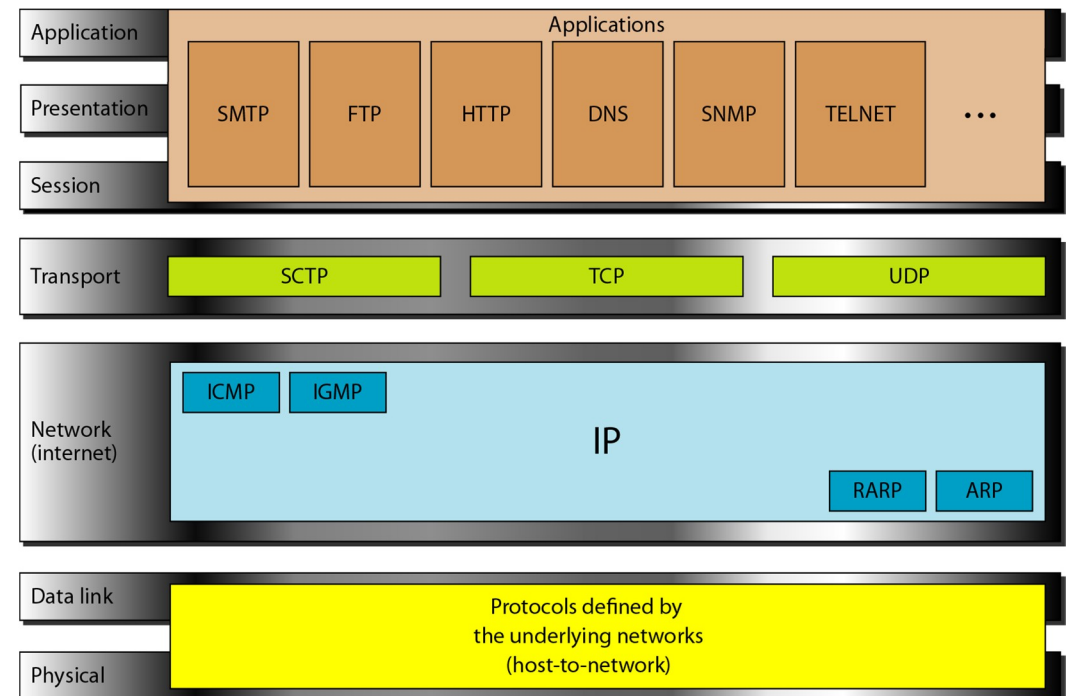 Application
Applications
Presentation
SMTP
FTP
HTTP
DNS
SNMP
TELNET
...
Session
Transport
SCTP
TCP
UDP
ICMP
IGMP
Network
(internet)
IP
RARP
ARP
Data link
Protocols defined by
the underlying networks
(host-to-network)
Physical